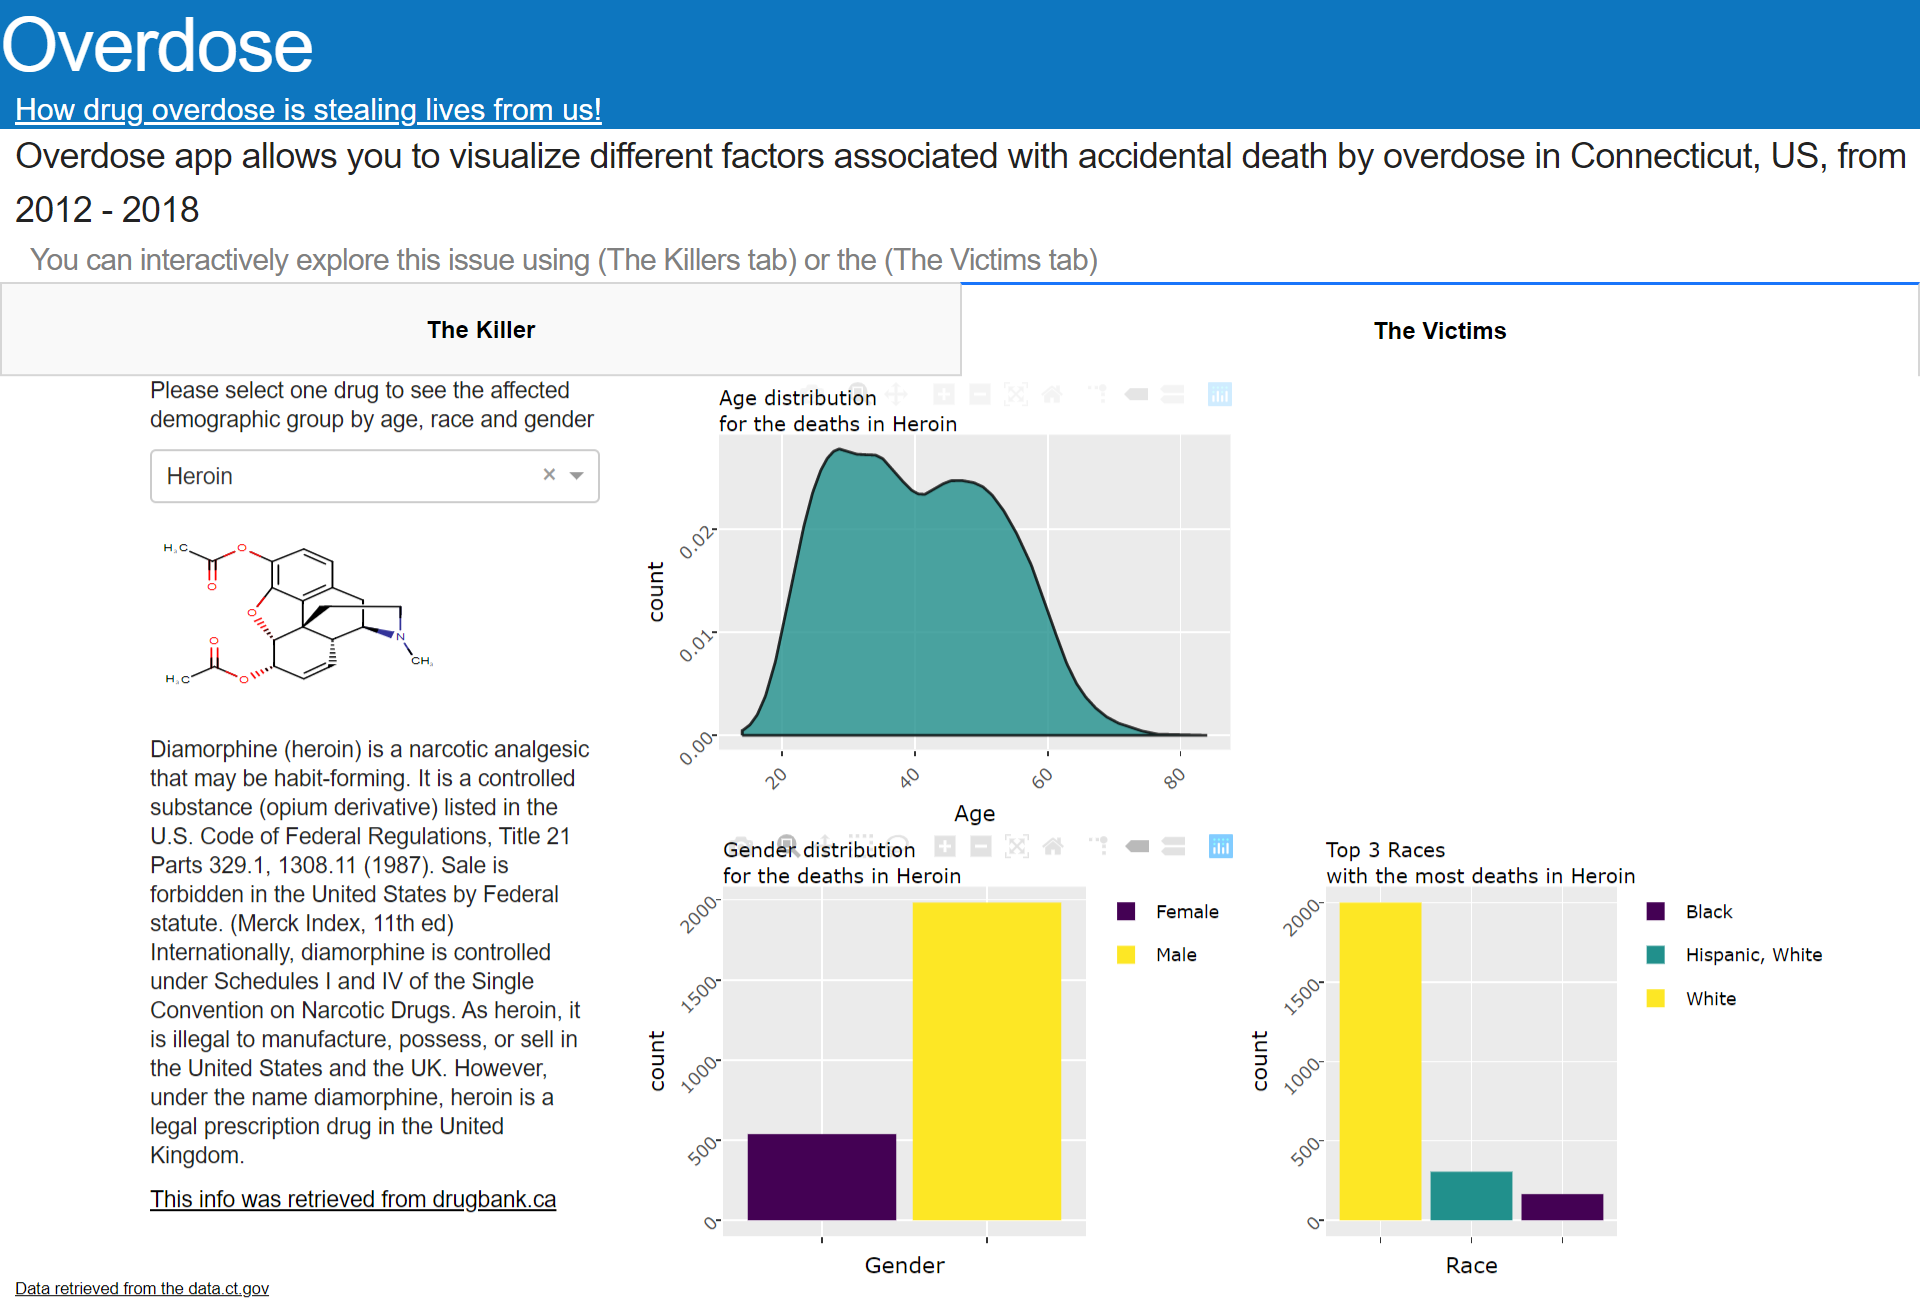 Overdose
How drug overdose is stealing lives from us!
Overdose app allows you to visualize different factors associated with accidental death by overdose in Connecticut, US, from
2012 - 2018
You can interactively explore this issue using (The Killers tab) or the (The Victims tab)
The Killer
The Victims
Please select one drug to see the affected
demographic group by age, race and gender
Heroin
H₃C
O
O
O
N
CH₃
O
H₃C
O
Diamorphine (heroin) is a narcotic analgesic
that may be habit-forming. It is a controlled
substance (opium derivative) listed in the
U.S. Code of Federal Regulations, Title 21
Parts 329.1, 1308.11 (1987). Sale is
forbidden in the United States by Federal
statute. (Merck Index, 11th ed)
Internationally, diamorphine is controlled
under Schedules I and IV of the Single
Convention on Narcotic Drugs. As heroin, it
is illegal to manufacture, possess, or sell in
the United States and the UK. However,
under the name diamorphine, heroin is a
legal prescription drug in the United
Kingdom.
This info was retrieved from drugbank.ca
Age distribution
for the deaths in Heroin
count
0.02
0.01
0.00
20 40 60 80
Age
Gender distribution
for the deaths in Heroin
count
2000
1500
1000
500
0
Gender
Female
Male
Top 3 Races
with the most deaths in Heroin
count
2000
1500
1000
500
0
Race
Black
Hispanic, White
White
Data retrieved from the data.ct.gov